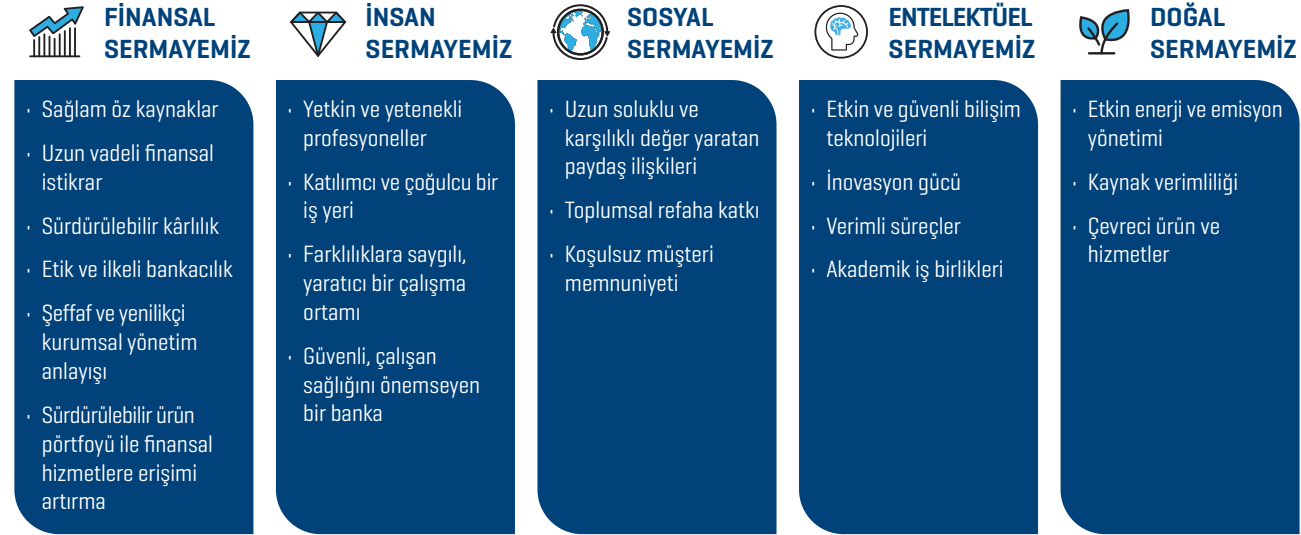 FİNANSAL
SERMAYEMİZ
· Sağlam öz kaynaklar
· Uzun vadeli finansal
istikrar
· Sürdürülebilir kârlılık
· Etik ve ilkeli bankacılık
· Şeffaf ve yenilikçi
kurumsal yönetim
anlayışı
· Sürdürülebilir ürün
pörtfoyü ile finansal
hizmetlere erişimi
artırma
İNSAN
SERMAYEMİZ
· Yetkin ve yetenekli
profesyoneller
· Katılımcı ve çoğulcu bir
iş yeri
· Farklılıklara saygılı,
yaratıcı bir çalışma
ortamı
· Güvenli, çalışan
sağlığını önemseyen
bir banka
SOSYAL
SERMAYEMİZ
· Uzun soluklu ve
karşılıklı değer yaratan
paydaş ilişkileri
· Toplumsal refaha katkı
· Koşulsuz müşteri
memnuniyeti
ENTELEKTÜEL
SERMAYEMİZ
· Etkin ve güvenli bilişim
teknolojileri
· İnovasyon gücü
· Verimli süreçler
· Akademik iş birlikleri
DOĞAL
SERMAYEMİZ
· Etkin enerji ve emisyon
yönetimi
· Kaynak verimliliği
· Çevreci ürün ve
hizmetler